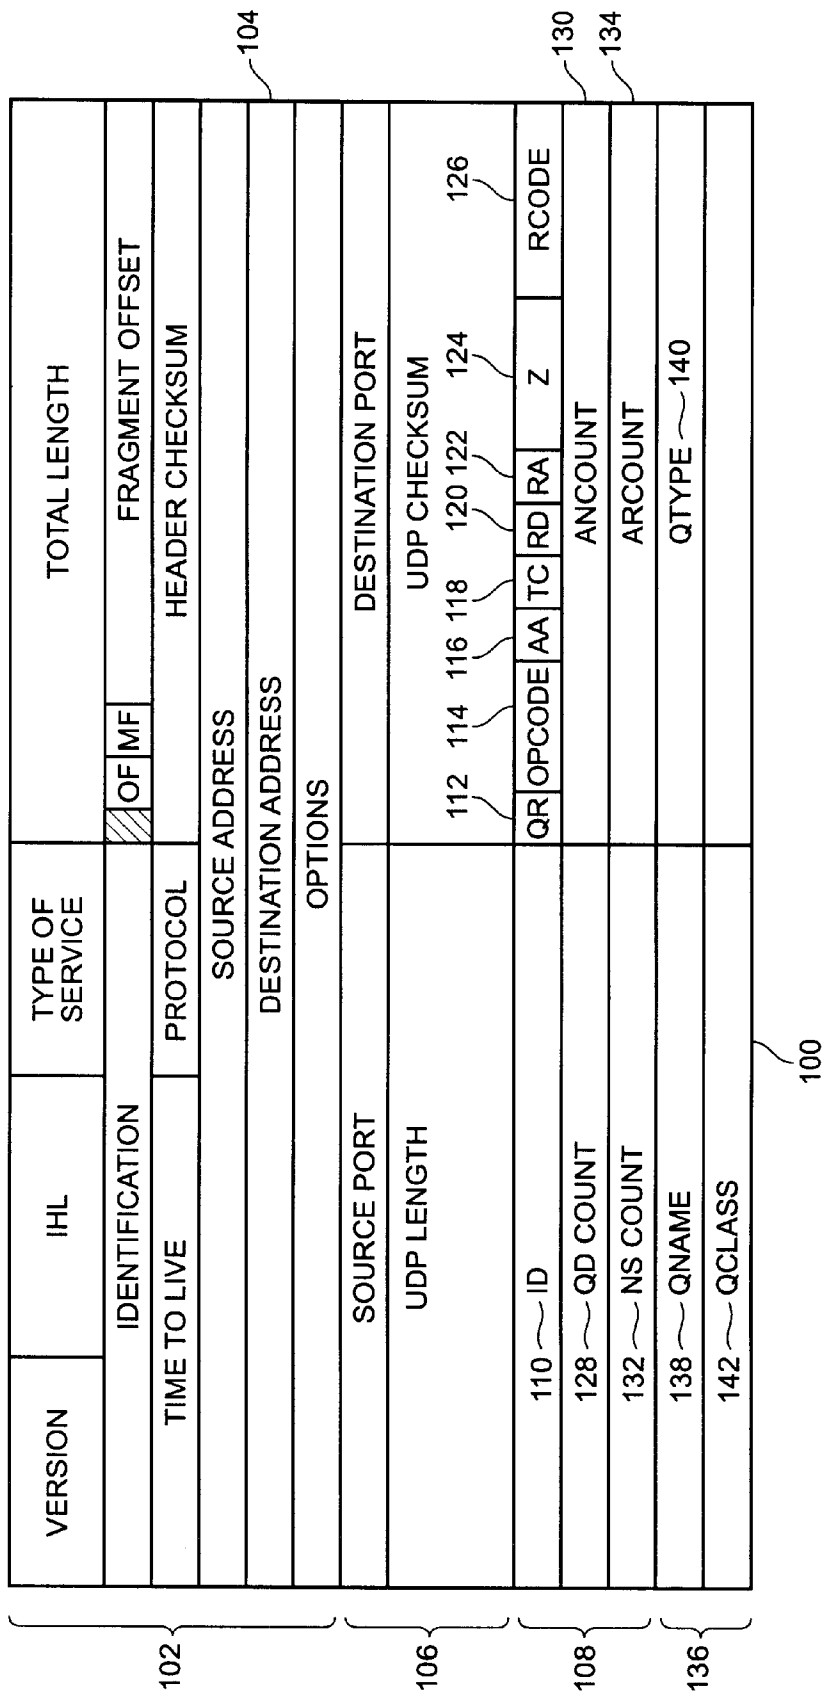 VERSION IHL TYPE OF SERVICE TOTAL LENGTH
IDENTIFICATION OF MF FRAGMENT OFFSET
TIME TO LIVE PROTOCOL HEADER CHECKSUM
102
SOURCE ADDRESS
DESTINATION ADDRESS 104
OPTIONS
SOURCE PORT DESTINATION PORT
106 UDP LENGTH UDP CHECKSUM
112 114 116 118 120 122 124 126
110 ID QR OPCODE AA TC RD RA Z RCODE
108 128 QD COUNT ANCOUNT 130
132 NS COUNT ARCOUNT 134
138 QNAME QTYPE 140
136 142 QCLASS
100